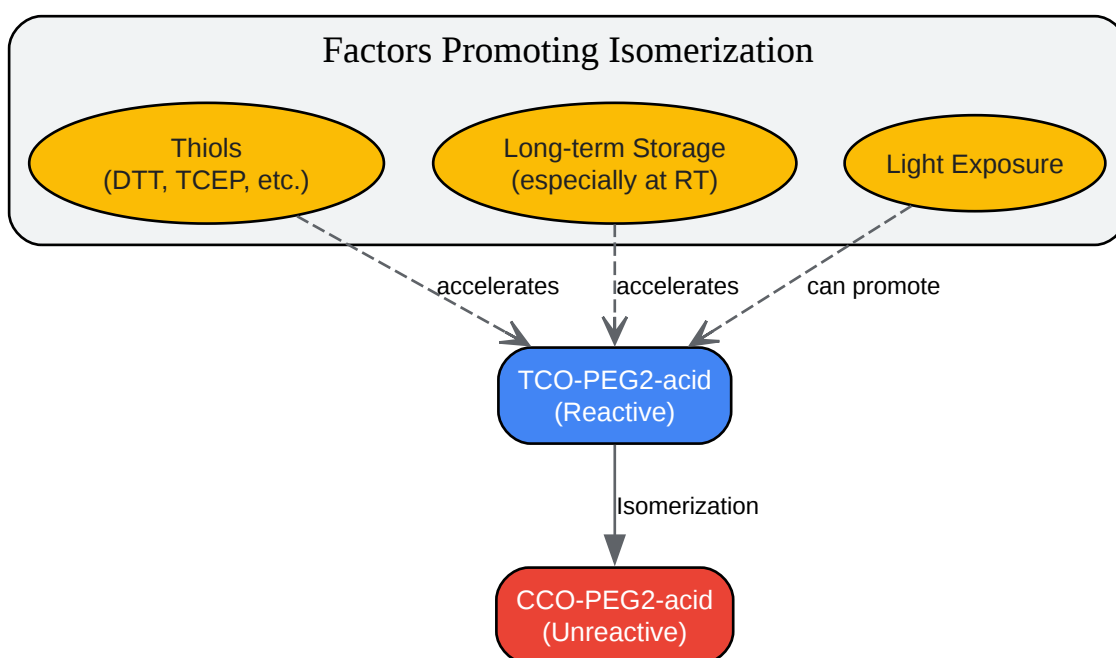 Factors Promoting Isomerization
Thiols
(DTT, TCEP, etc.)
Long-term Storage
(especially at RT)
Light Exposure
accelerates
accelerates
can promote
TCO-PEG2-acid
(Reactive)
Isomerization
CCO-PEG2-acid
(Unreactive)